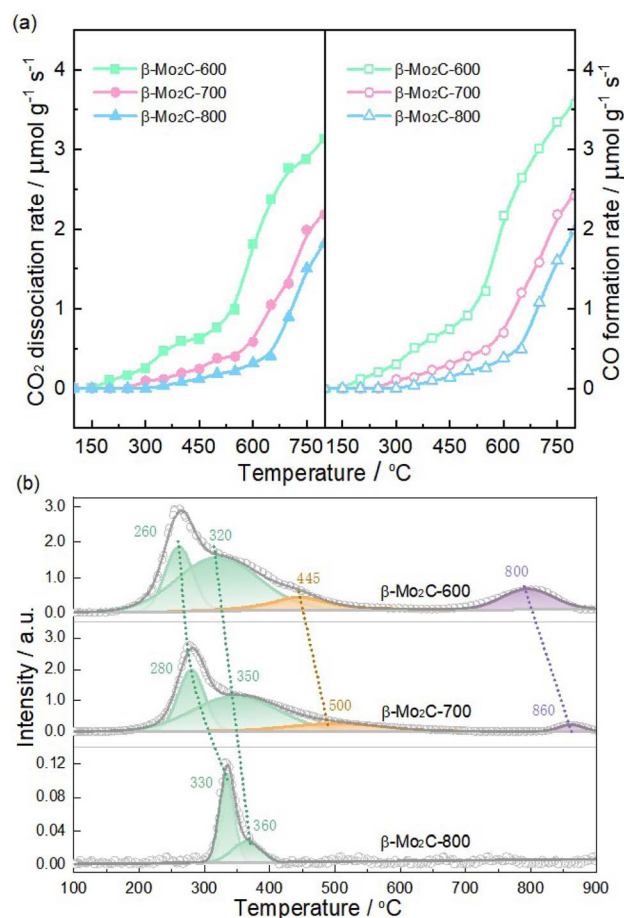 (a)
β-Mo₂C-600
β-Mo₂C-700
β-Mo₂C-800
β-Mo₂C-600
β-Mo₂C-700
β-Mo₂C-800
CO₂ dissociation rate / μmol g⁻¹ s⁻¹
4
3
2
1
0
4
3
2
1
0
CO formation rate / μmol g⁻¹ s⁻¹
150 300 450 600 750 150 300 450 600 750
Temperature / °C
(b)
Intensity / a.u.
3.0
2.0
1.0
0.0
260 320 445 800
β-Mo₂C-600
3.0
2.0
1.0
0.0
280 350 500 860
β-Mo₂C-700
0.12
0.08
0.04
0.00
330 360
β-Mo₂C-800
100 200 300 400 500 600 700 800 900
Temperature / °C